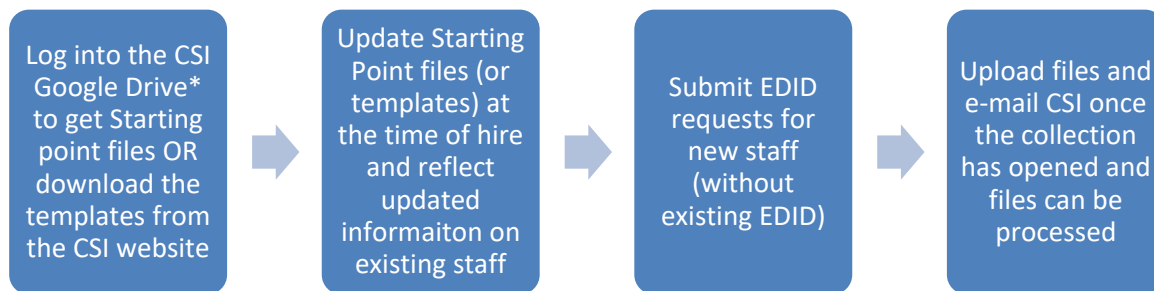 Log into the CSI
Google Drive*
to get Starting
point files OR
download the
templates from
the CSI website
Update Starting
Point files (or
templates) at
the time of hire
and reflect
updated
informaiton on
existing staff
Submit EDID
requests for
new staff
(without
existing EDID)
Upload files and
e-mail CSI once
the collection
has opened and
files can be
processed